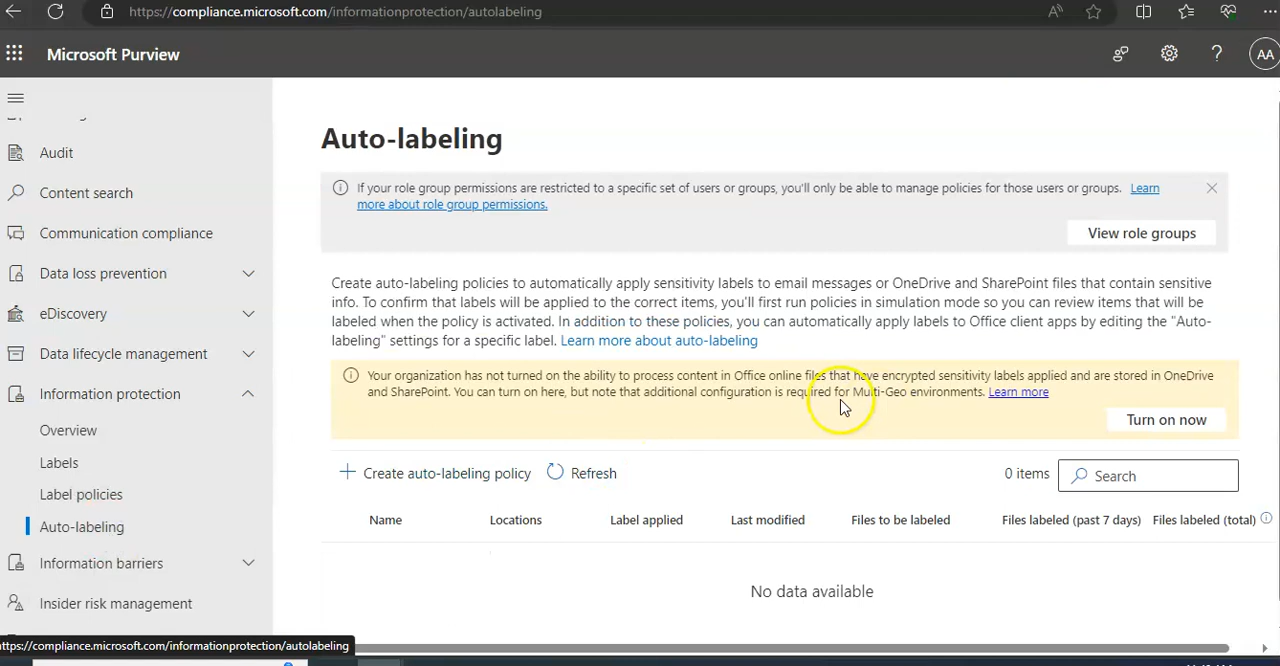 https://compliance.microsoft.com/informationprotection/autolabeling
Microsoft Purview
AA
Audit
Content search
Communication compliance
Data loss prevention
eDiscovery
Data lifecycle management
Information protection
Overview
Labels
Label policies
Auto-labeling
Information barriers
Insider risk management
Auto-labeling
If your role group permissions are restricted to a specific set of users or groups, you'll only be able to manage policies for those users or groups. Learn
more about role group permissions.
View role groups
Create auto-labeling policies to automatically apply sensitivity labels to email messages or OneDrive and SharePoint files that contain sensitive
info. To confirm that labels will be applied to the correct items, you'll first run policies in simulation mode so you can review items that will be
labeled when the policy is activated. In addition to these policies, you can automatically apply labels to Office client apps by editing the "Auto-
labeling" settings for a specific label. Learn more about auto-labeling
Your organization has not turned on the ability to process content in Office online files that have encrypted sensitivity labels applied and are stored in OneDrive
and SharePoint. You can turn on here, but note that additional configuration is required for Multi-Geo environments. Learn more
Turn on now
Create auto-labeling policy Refresh 0 items Search
Name Locations Label applied Last modified Files to be labeled Files labeled (past 7 days) Files labeled (total)
No data available
ttps://compliance.microsoft.com/informationprotection/autolabeling